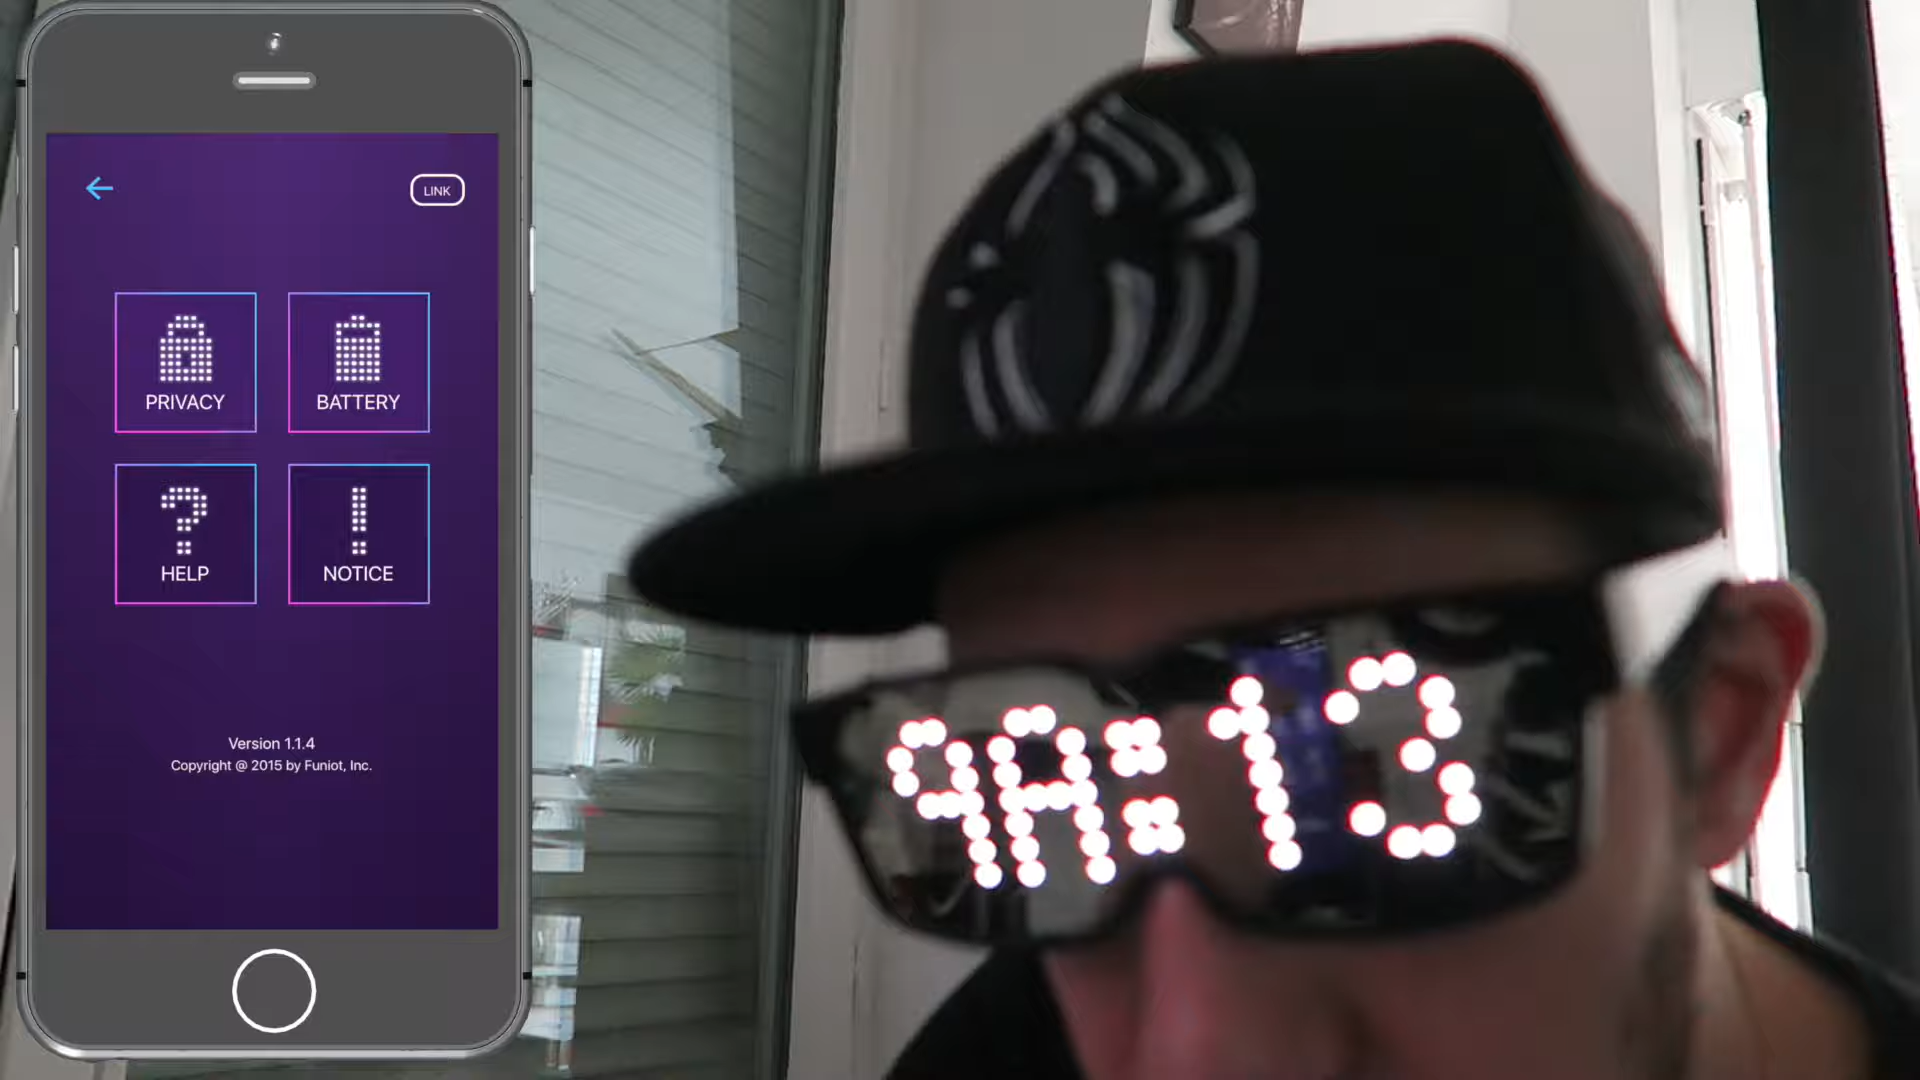 LINK
PRIVACY
BATTERY
HELP
NOTICE
Version 1.1.4
Copyright @ 2015 by Funiot, Inc.
9A:13